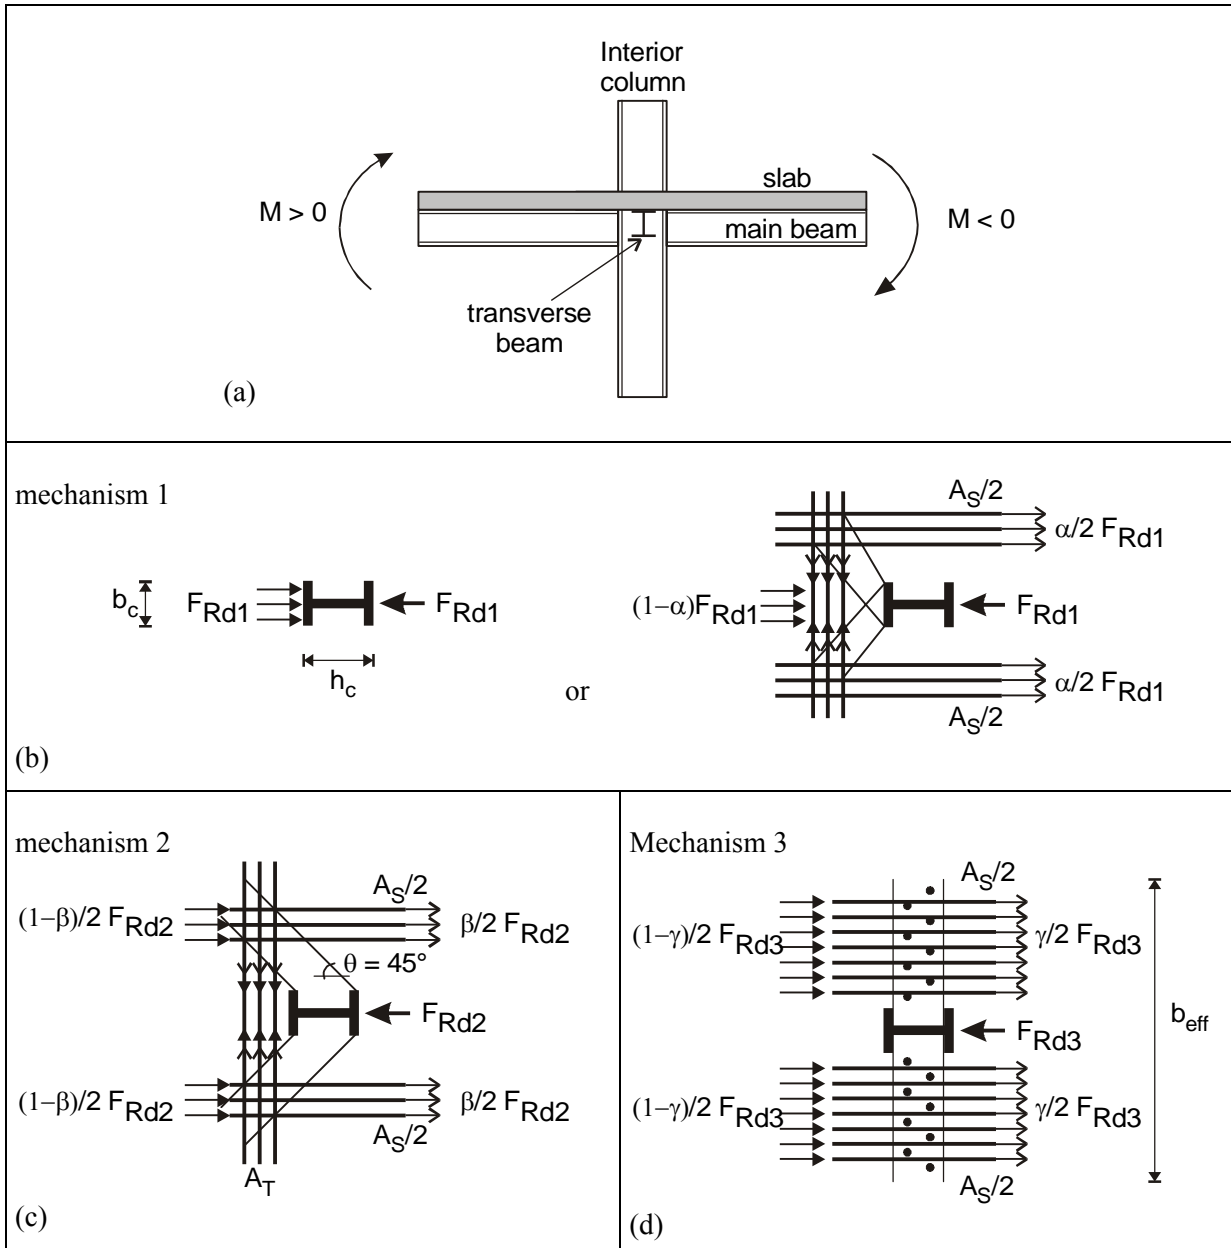 Interior
column
slab
M > 0
main beam
M < 0
transverse
beam
(a)
mechanism 1
A_S/2
α/2 F_Rd1
b_c
F_Rd1
F_Rd1
(1–α)F_Rd1
F_Rd1
h_c
or
α/2 F_Rd1
A_S/2
(b)
mechanism 2
A_S/2
(1–β)/2 F_Rd2
β/2 F_Rd2
θ = 45°
F_Rd2
(1–β)/2 F_Rd2
β/2 F_Rd2
A_S/2
A_T
(c)
Mechanism 3
A_S/2
(1–γ)/2 F_Rd3
γ/2 F_Rd3
b_eff
F_Rd3
(1–γ)/2 F_Rd3
γ/2 F_Rd3
A_S/2
(d)